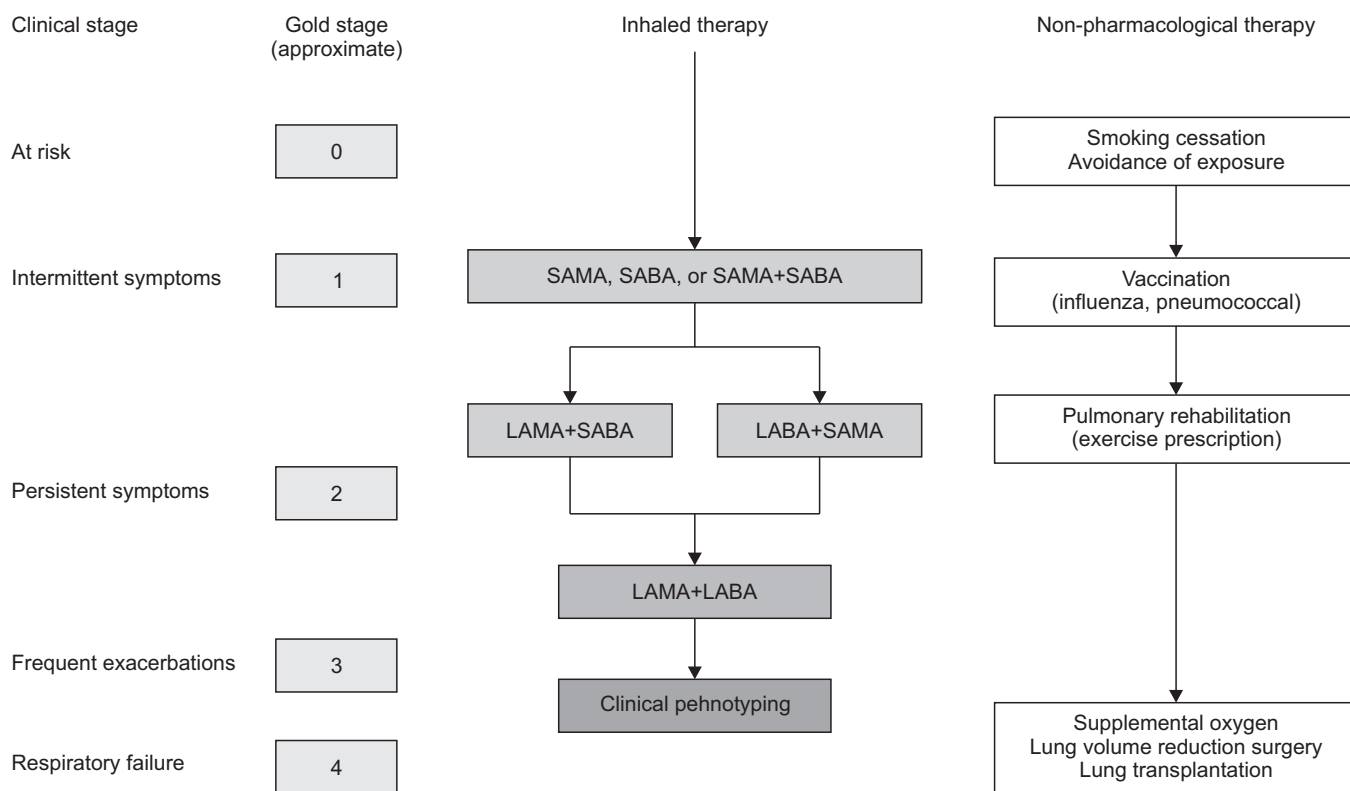 Clinical stage
Gold stage
(approximate)
Inhaled therapy
Non-pharmacological therapy
At risk
0
Smoking cessation
Avoidance of exposure
Intermittent symptoms
1
SAMA, SABA, or SAMA+SABA
Vaccination
(influenza, pneumococcal)
LAMA+SABA
LABA+SAMA
Pulmonary rehabilitation
(exercise prescription)
Persistent symptoms
2
LAMA+LABA
Frequent exacerbations
3
Clinical pehnotyping
Respiratory failure
4
Supplemental oxygen
Lung volume reduction surgery
Lung transplantation